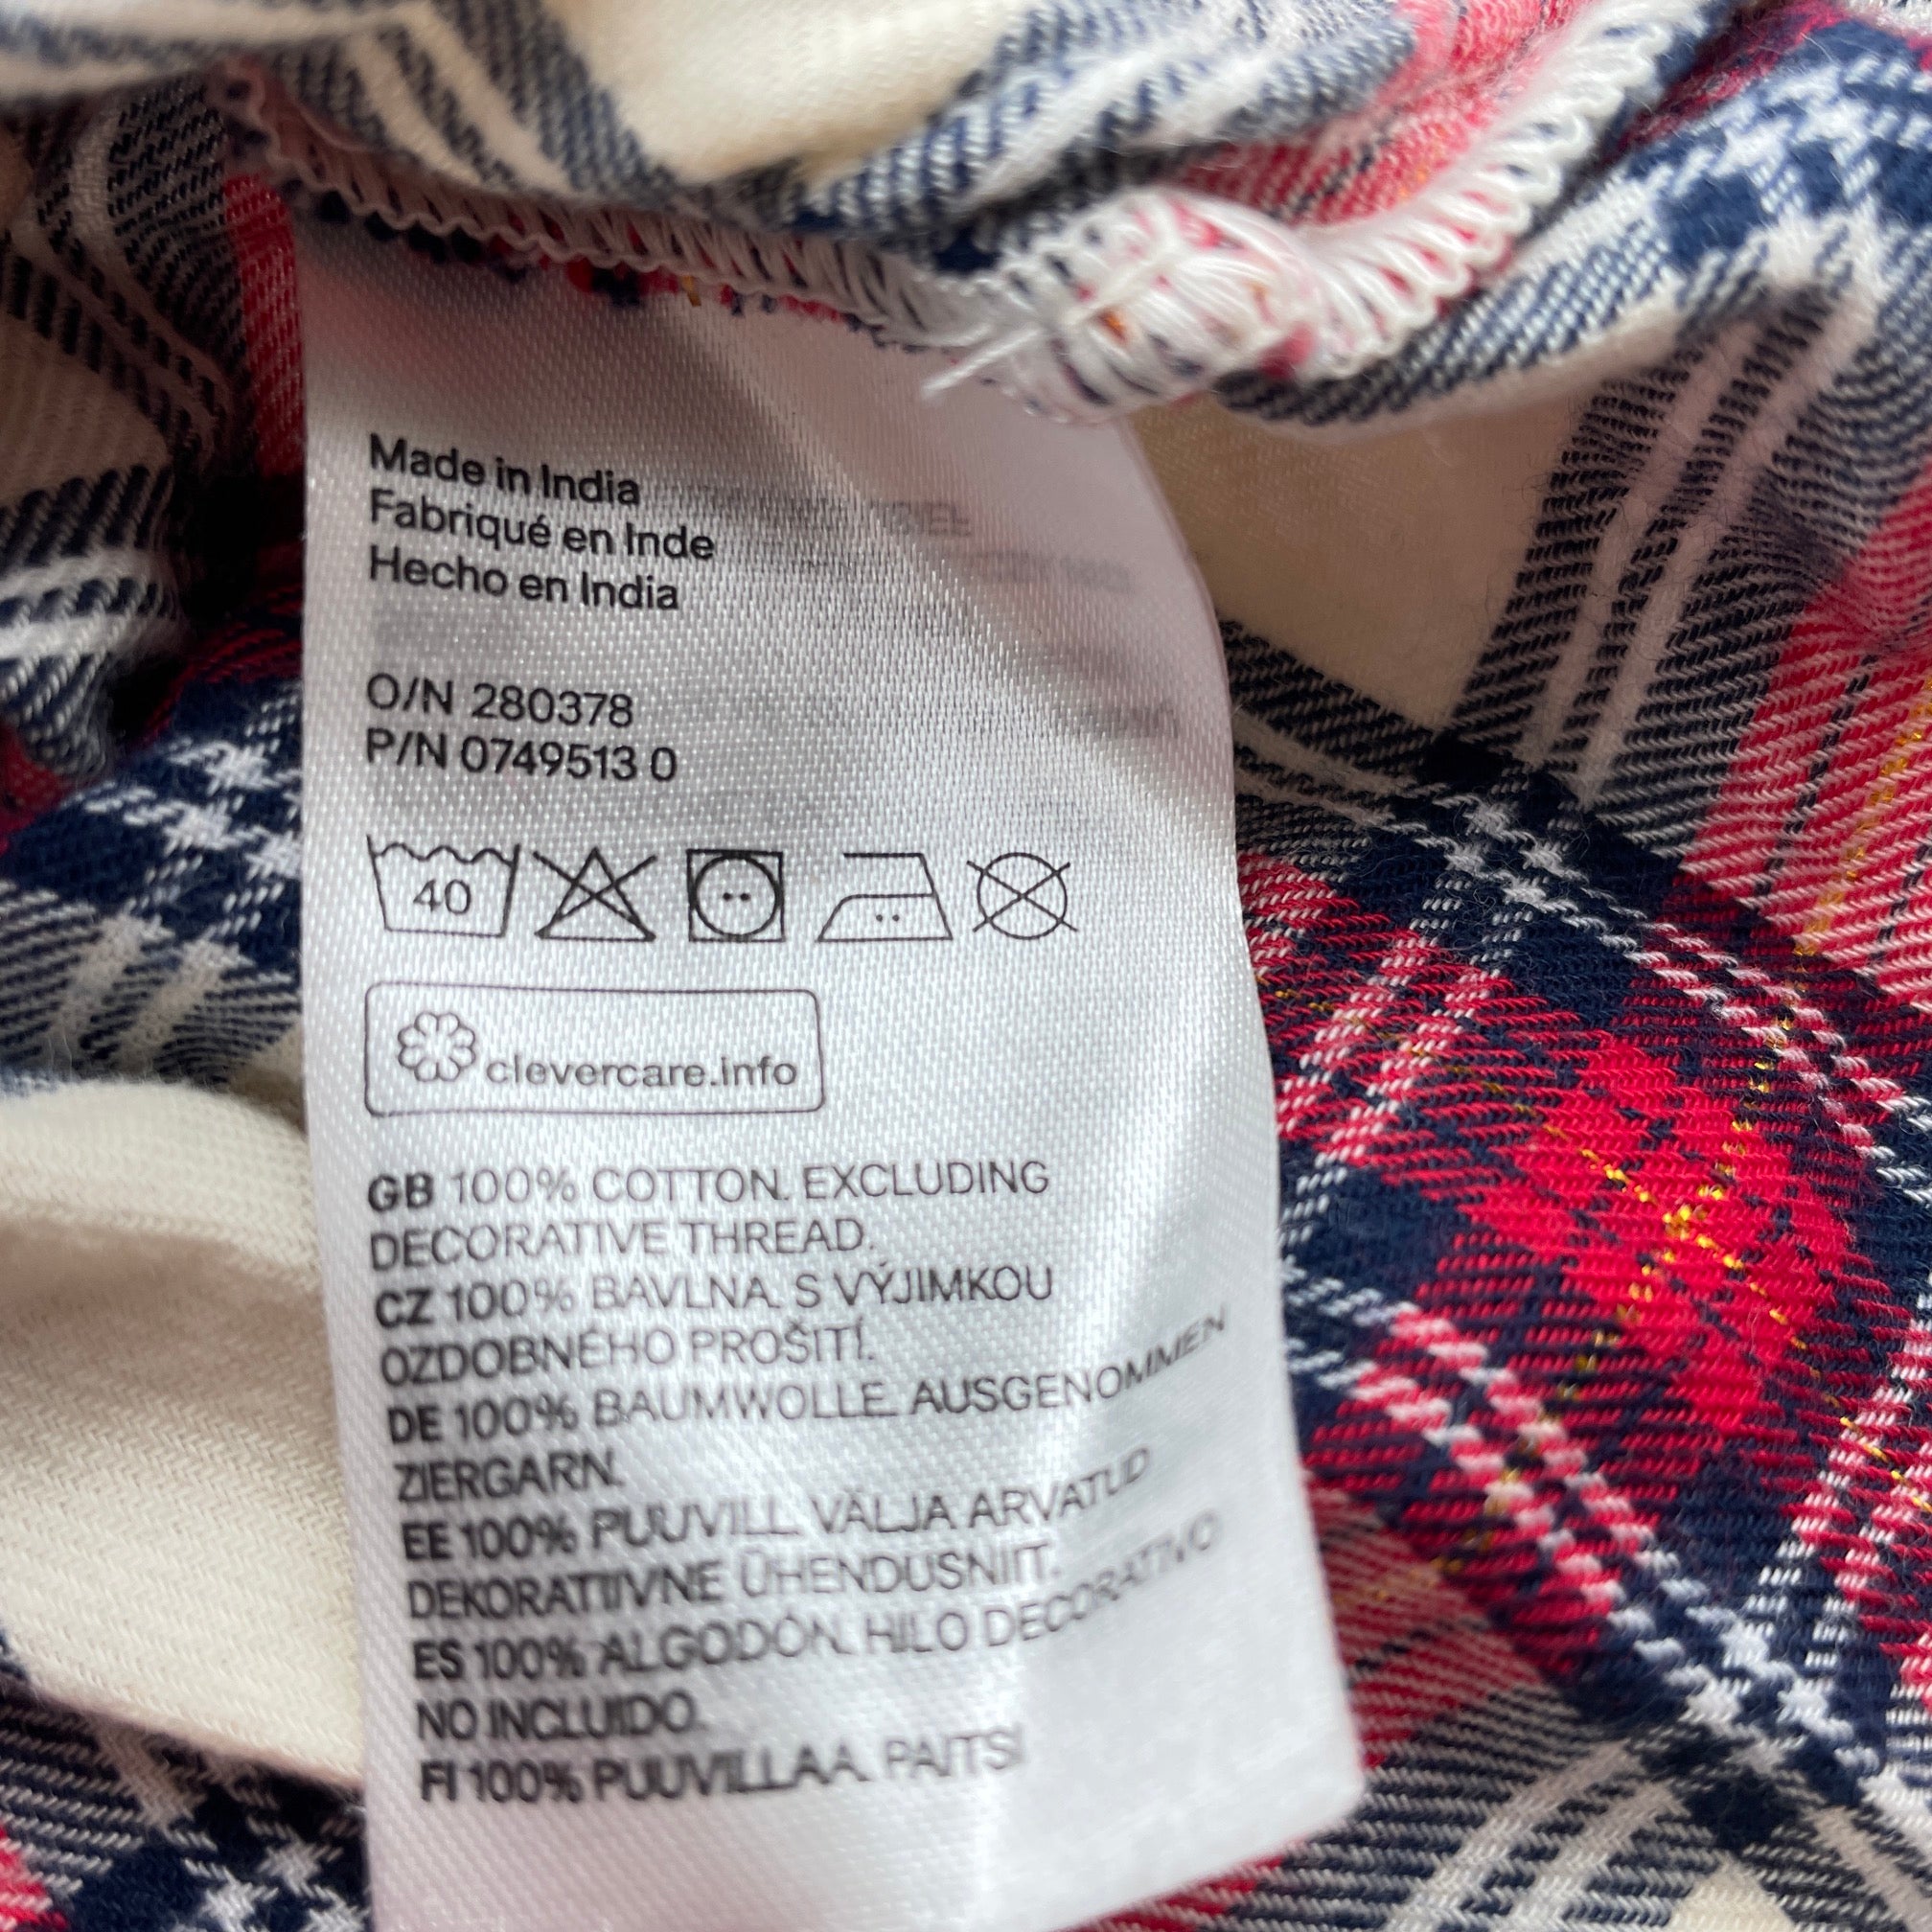 Made in India
Fabriqué en Inde
Hecho en India
O/N 280378
P/N 0749513 0
40
clevercare.info
GB 100% COTTON. EXCLUDING
DECORATIVE THREAD.
CZ 100% BAVLNA. S VÝJIMKOU
OZDOBNÉHO PROŠITÍ.
DE 100% BAUMWOLLE. AUSGENOMMEN
ZIERGARN.
EE 100% PUUVILL. VÄLJA ARVATUD
DEKORATIIVNE ÜHENDUSNIIT.
ES 100% ALGODÓN. HILO DECORATIVO
NO INCLUIDO.
FI 100% PUUVILLAA. PAITSI